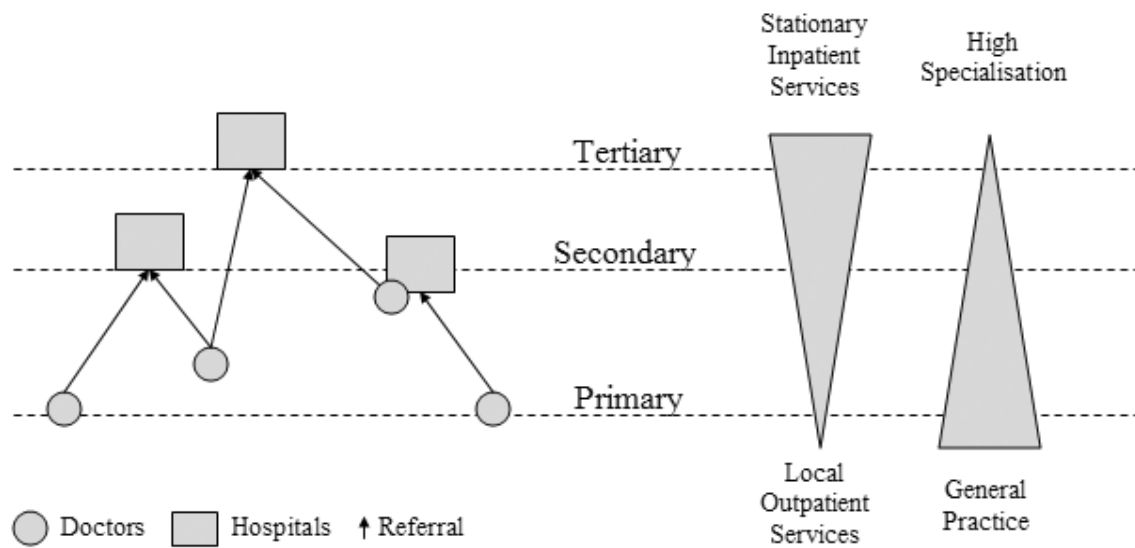 Stationary
Inpatient
Services
High
Specialisation
Tertiary
Secondary
Primary
Local
Outpatient
Services
General
Practice
Doctors
Hospitals
Referral